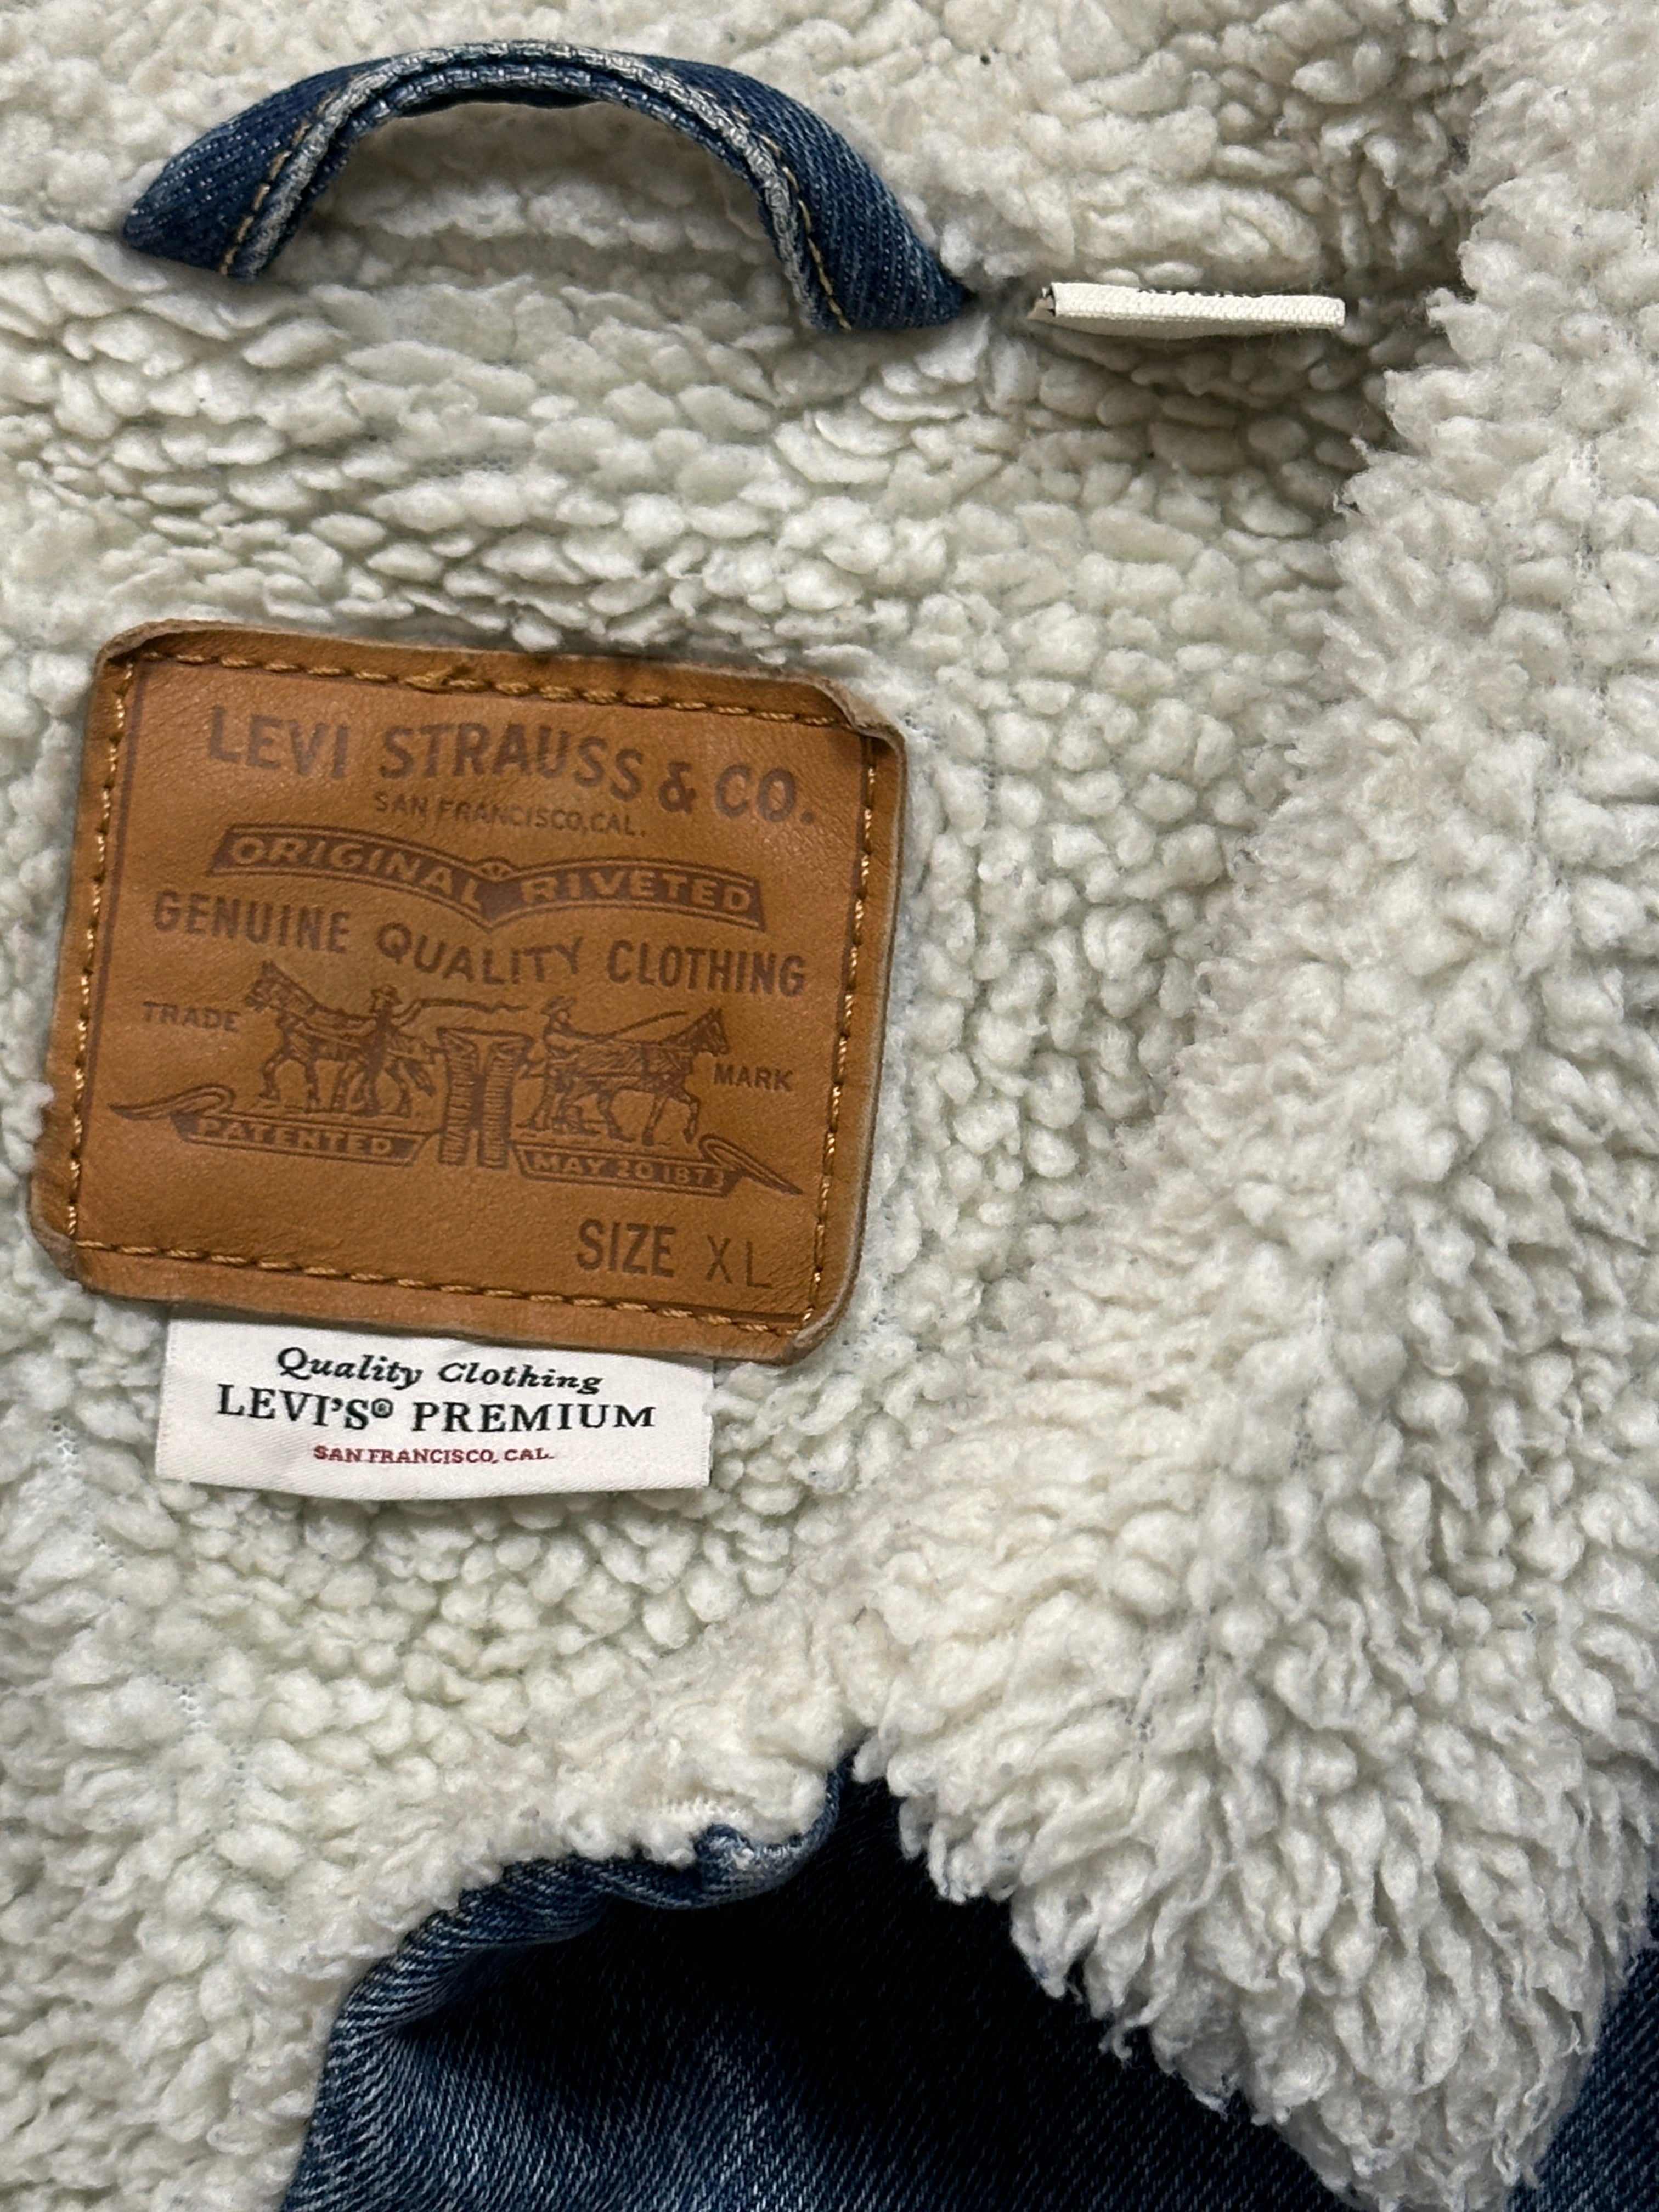 LEVI STRAUSS & CO.
SAN FRANCISCO, CAL.
ORIGINAL RIVETED
GENUINE QUALITY CLOTHING
TRADE MARK
PATENTED MAY 20 1873
SIZE XL
Quality Clothing
LEVI'S® PREMIUM
SAN FRANCISCO, CAL.